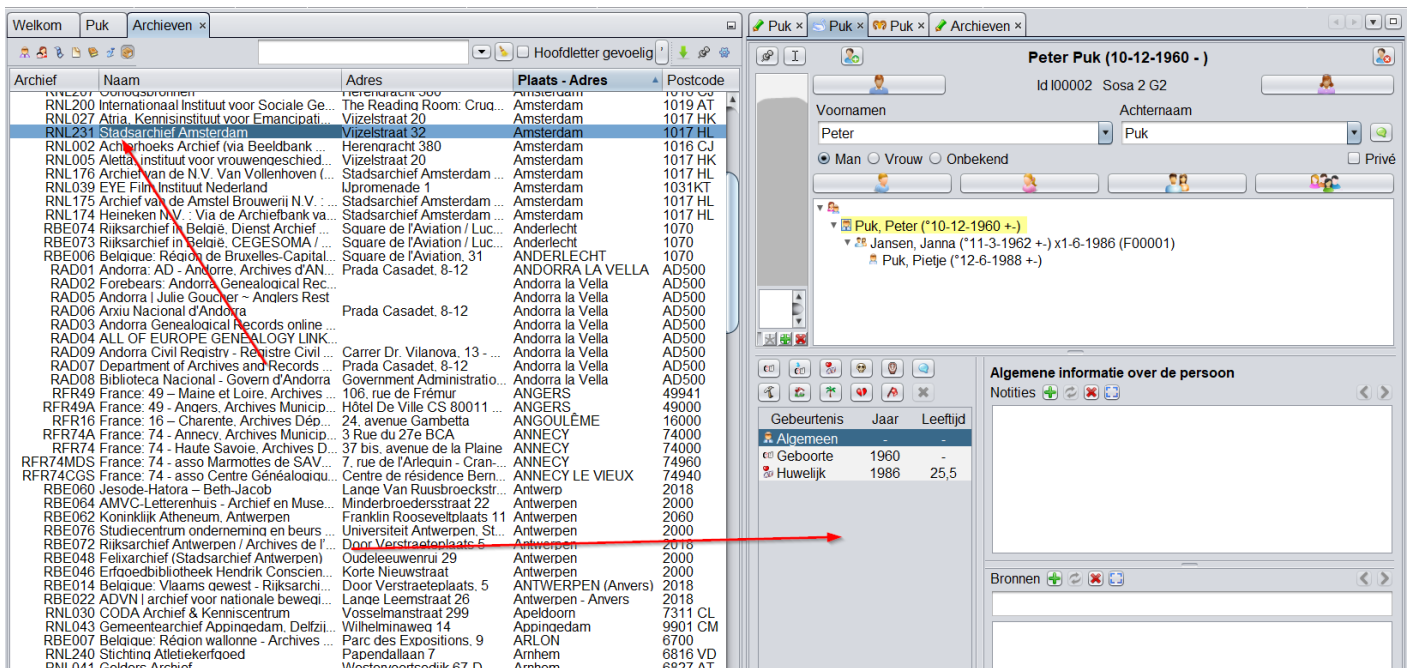 Welkom Puk Archieven ×
Hoofdletter gevoelig
Archief Naam Adres Plaats - Adres Postcode
RNL200 Internationaal Instituut voor Sociale Ge... The Reading Room: Cruq... Amsterdam 1019 AT
RNL027 Atria, Kennisinstituut voor Emancipati... Vijzelstraat 20 Amsterdam 1017 HK
RNL231 Stadsarchief Amsterdam Vijzelstraat 32 Amsterdam 1017 HL
RNL002 Achterhoeks Archief (via Beeldbank ... Herengracht 380 Amsterdam 1016 CJ
RNL005 Aletta, instituut voor vrouwengeschied... Vijzelstraat 20 Amsterdam 1017 HK
RNL176 Archief van de N.V. Van Vollenhoven (... Stadsarchief Amsterdam ... Amsterdam 1017 HL
RNL039 EYE Film Instituut Nederland IJpromenade 1 Amsterdam 1031KT
RNL175 Archief van de Amstel Brouwerij N.V. : ... Stadsarchief Amsterdam ... Amsterdam 1017 HL
RNL174 Heineken N.V. : Via de Archiefbank va... Stadsarchief Amsterdam ... Amsterdam 1017 HL
RBE074 Rijksarchief in België, Dienst Archief ... Square de l'Aviation / Luc... Anderlecht 1070
RBE073 Rijksarchief in België, CEGESOMA / ... Square de l'Aviation / Luc... Anderlecht 1070
RBE006 Belgique: Région de Bruxelles-Capital... Square de l'Aviation, 31 ANDERLECHT 1070
RAD01 Andorra: AD - Andorre, Archives d'AN... Prada Casadet, 8-12 ANDORRA LA VELLA AD500
RAD02 Forebears: Andorra Genealogical Rec... Andorra la Vella AD500
RAD05 Andorra | Julie Goucher ~ Anglers Rest Andorra la Vella AD500
RAD06 Arxiu Nacional d'Andorra Prada Casadet, 8-12 Andorra la Vella AD500
RAD03 Andorra Genealogical Records online ... Andorra la Vella AD500
RAD04 ALL OF EUROPE GENEALOGY LINK... Andorra la Vella AD500
RAD09 Andorra Civil Registry - Registre Civil ... Carrer Dr. Vilanova, 13 - ... Andorra la Vella AD500
RAD07 Department of Archives and Records ... Prada Casadet, 8-12 Andorra la Vella AD500
RAD08 Biblioteca Nacional - Govern d'Andorra Government Administratio... Andorra la Vella AD500
RFR49 France: 49 – Maine et Loire, Archives ... 106, rue de Frémur ANGERS 49941
RFR49A France: 49 - Angers, Archives Municip... Hôtel De Ville CS 80011 ... ANGERS 49000
RFR16 France: 16 – Charente, Archives Dép... 24, avenue Gambetta ANGOULÊME 16000
RFR74A France: 74 - Annecy, Archives Municip... 3 Rue du 27e BCA ANNECY 74000
RFR74 France: 74 - Haute Savoie, Archives D... 37 bis, avenue de la Plaine ANNECY 74000
RFR74MDS France: 74 - asso Marmottes de SAV... 7, rue de l'Arlequin - Cran-... ANNECY 74960
RFR74CGS France: 74 - asso Centre Généalogiqu... Centre de résidence Bern... ANNECY LE VIEUX 74940
RBE060 Jesode-Hatora – Beth-Jacob Lange Van Ruusbroeckstr... Antwerp 2018
RBE064 AMVC-Letterenhuis - Archief en Muse... Minderbroedersstraat 22 Antwerpen 2000
RBE062 Koninklijk Atheneum, Antwerpen Franklin Rooseveltplaats 11 Antwerpen 2060
RBE076 Studiecentrum onderneming en beurs ... Universiteit Antwerpen, St... Antwerpen 2000
RBE072 Rijksarchief Antwerpen / Archives de l'... Door Verstraeteplaats 5 Antwerpen 2018
RBE048 Felixarchief (Stadsarchief Antwerpen) Oudeleeuwenrui 29 Antwerpen 2000
RBE046 Erfgoedbibliotheek Hendrik Conscien... Korte Nieuwstraat Antwerpen 2000
RBE014 Belgique: Vlaams gewest - Rijksarchi... Door Verstraeteplaats, 5 ANTWERPEN (Anvers) 2018
RBE022 ADVN | archief voor nationale bewegi... Lange Leemstraat 26 Antwerpen - Anvers 2018
RNL030 CODA Archief & Kenniscentrum Vosselmanstraat 299 Apeldoorn 7311 CL
RNL043 Gemeentearchief Appingedam, Delfzij... Wilhelminaweg 14 Appingedam 9901 CM
RBE007 Belgique: Région wallonne - Archives ... Parc des Expositions, 9 ARLON 6700
RNL240 Stichting Atletiekerfgoed Papendallaan 7 Arnhem 6816 VD
RNL041 Gelders Archief Westervoortsedijk 67-D Arnhem 6827 AT
Puk × Puk × Puk × Archieven ×
Peter Puk (10-12-1960 - )
Id I00002 Sosa 2 G2
Voornamen Achternaam
Peter Puk
Man Vrouw Onbekend Privé
Puk, Peter (°10-12-1960 +-)
Jansen, Janna (°11-3-1962 +-) x1-6-1986 (F00001)
Puk, Pietje (°12-6-1988 +-)
Gebeurtenis Jaar Leeftijd
Algemeen - -
Geboorte 1960 -
Huwelijk 1986 25,5
Algemene informatie over de persoon
Notities
Bronnen